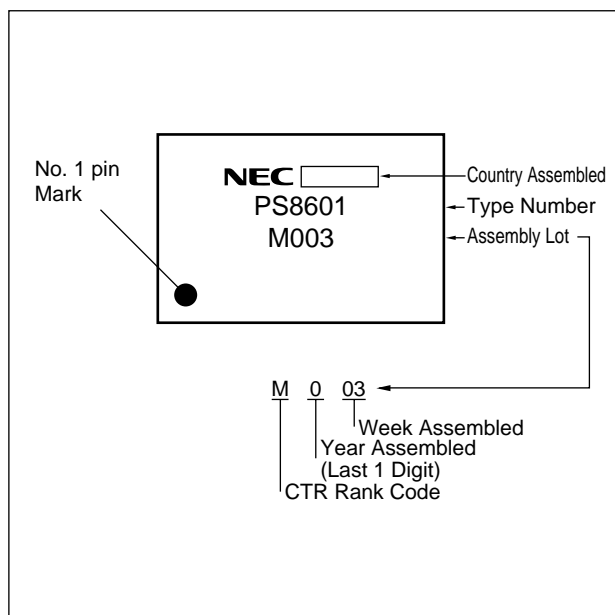 No. 1 pin
Mark
NEC
Country Assembled
PS8601
Type Number
M003
Assembly Lot
M 0 03
Week Assembled
Year Assembled
(Last 1 Digit)
CTR Rank Code